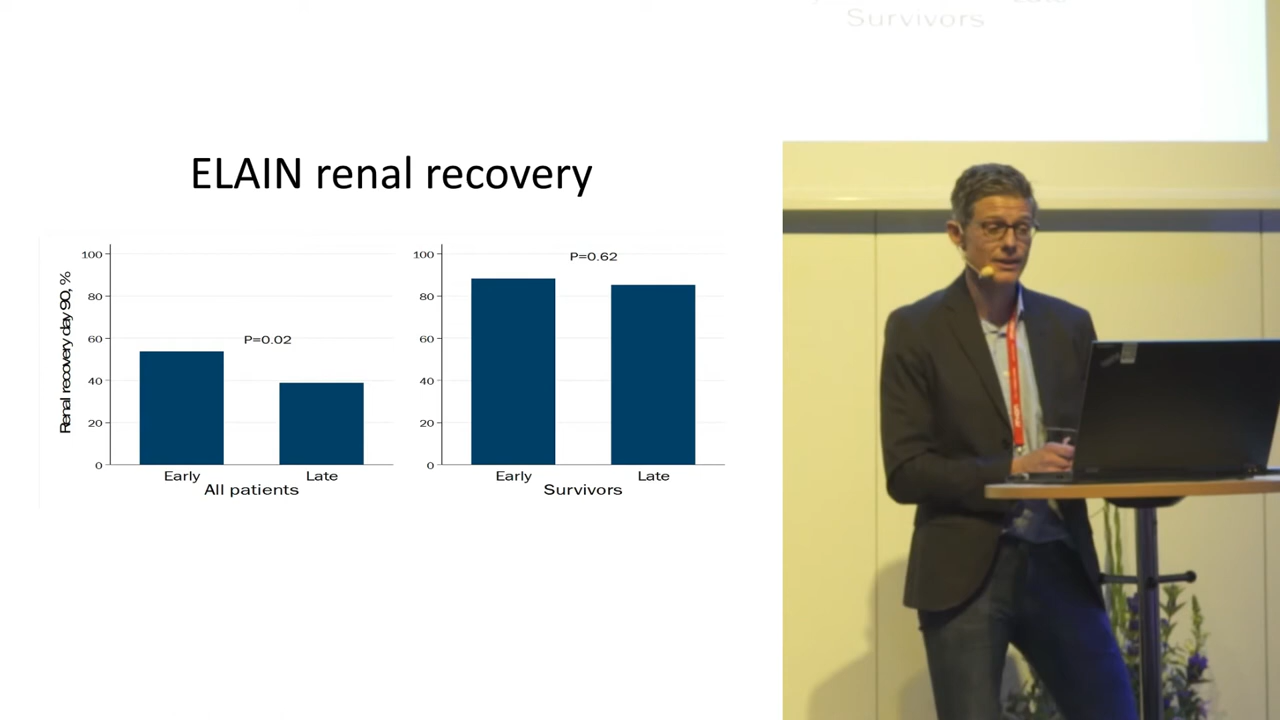 Survivors
ELAIN renal recovery
Renal recovery day 90, %
100
80
60
40
20
0
P=0.02
Early
Late
All patients
100
80
60
40
20
0
P=0.62
Early
Late
Survivors